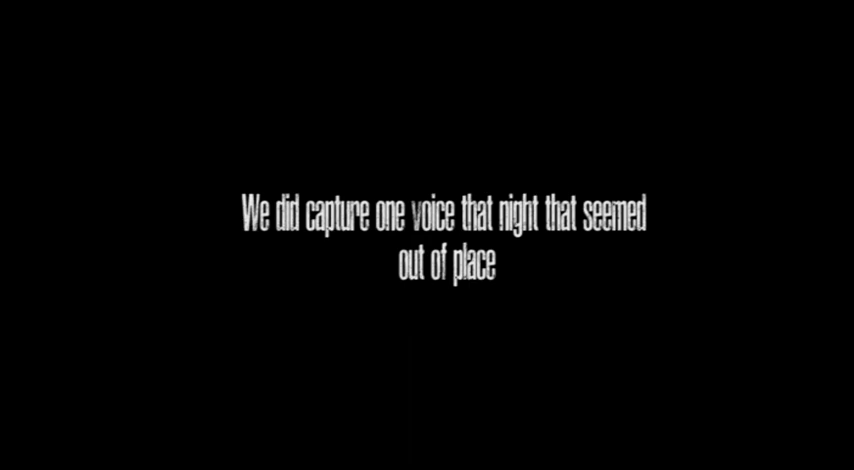 We did capture one voice that night that seemed
out of place